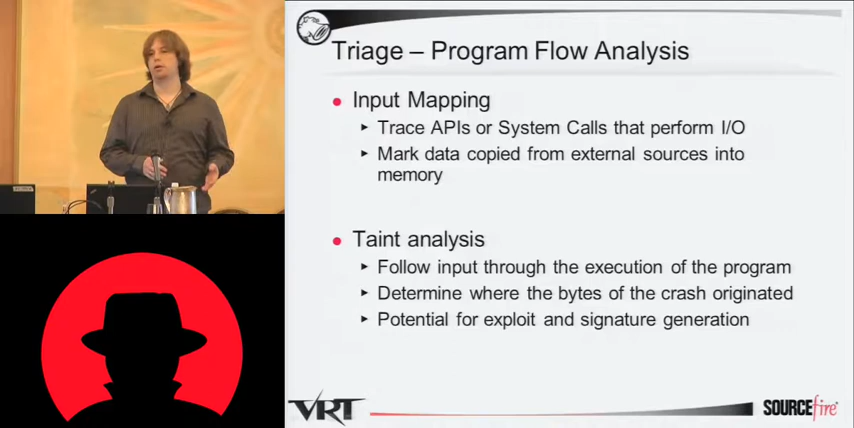 Triage – Program Flow Analysis
Input Mapping
Trace APIs or System Calls that perform I/O
Mark data copied from external sources into
memory
Taint analysis
Follow input through the execution of the program
Determine where the bytes of the crash originated
Potential for exploit and signature generation
VRT
SOURCEfire